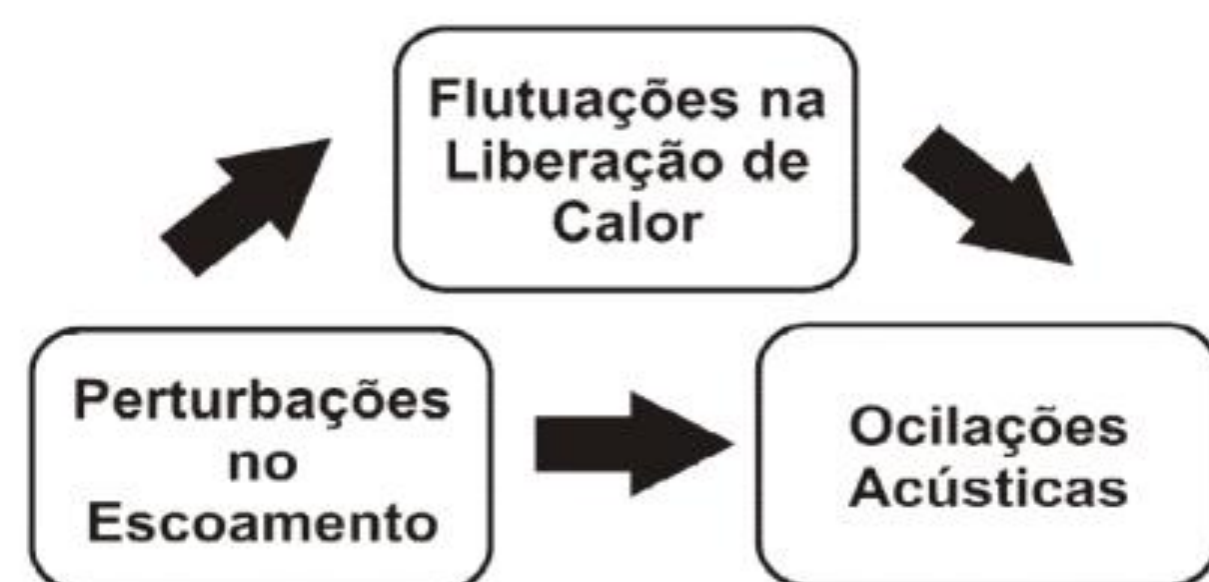 Flutuações na
Liberação de
Calor
Perturbações
no
Escoamento
Ocilações
Acústicas